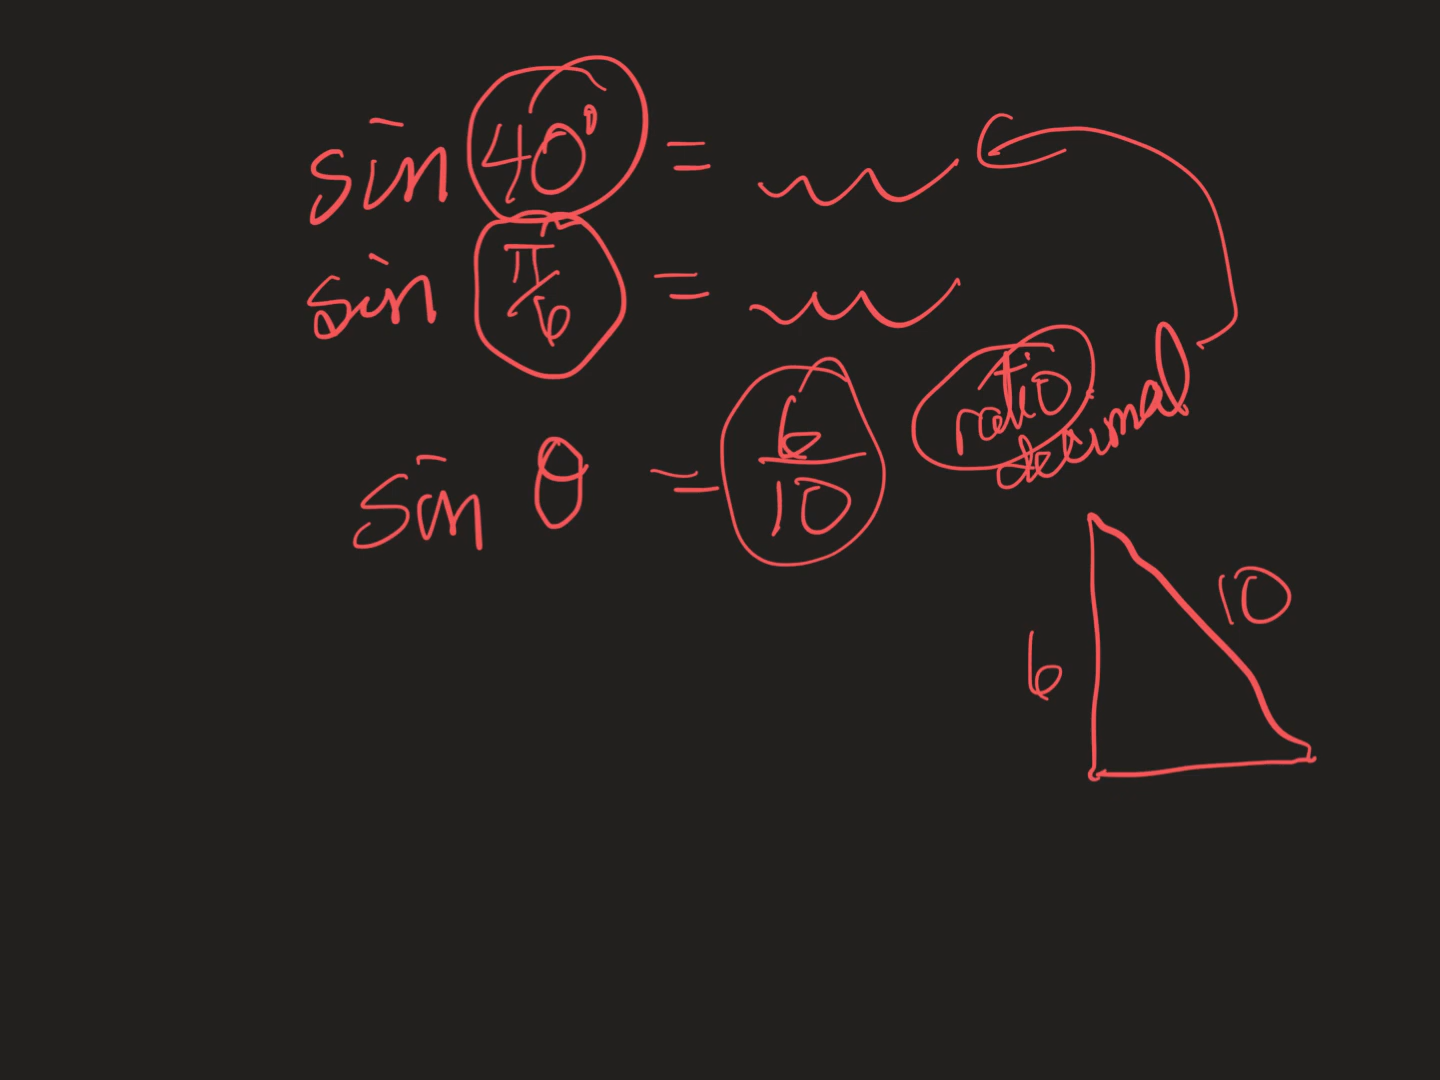 sin 40° =
sin π/6 =
ratio
decimal
sin θ = 6/10
10
6